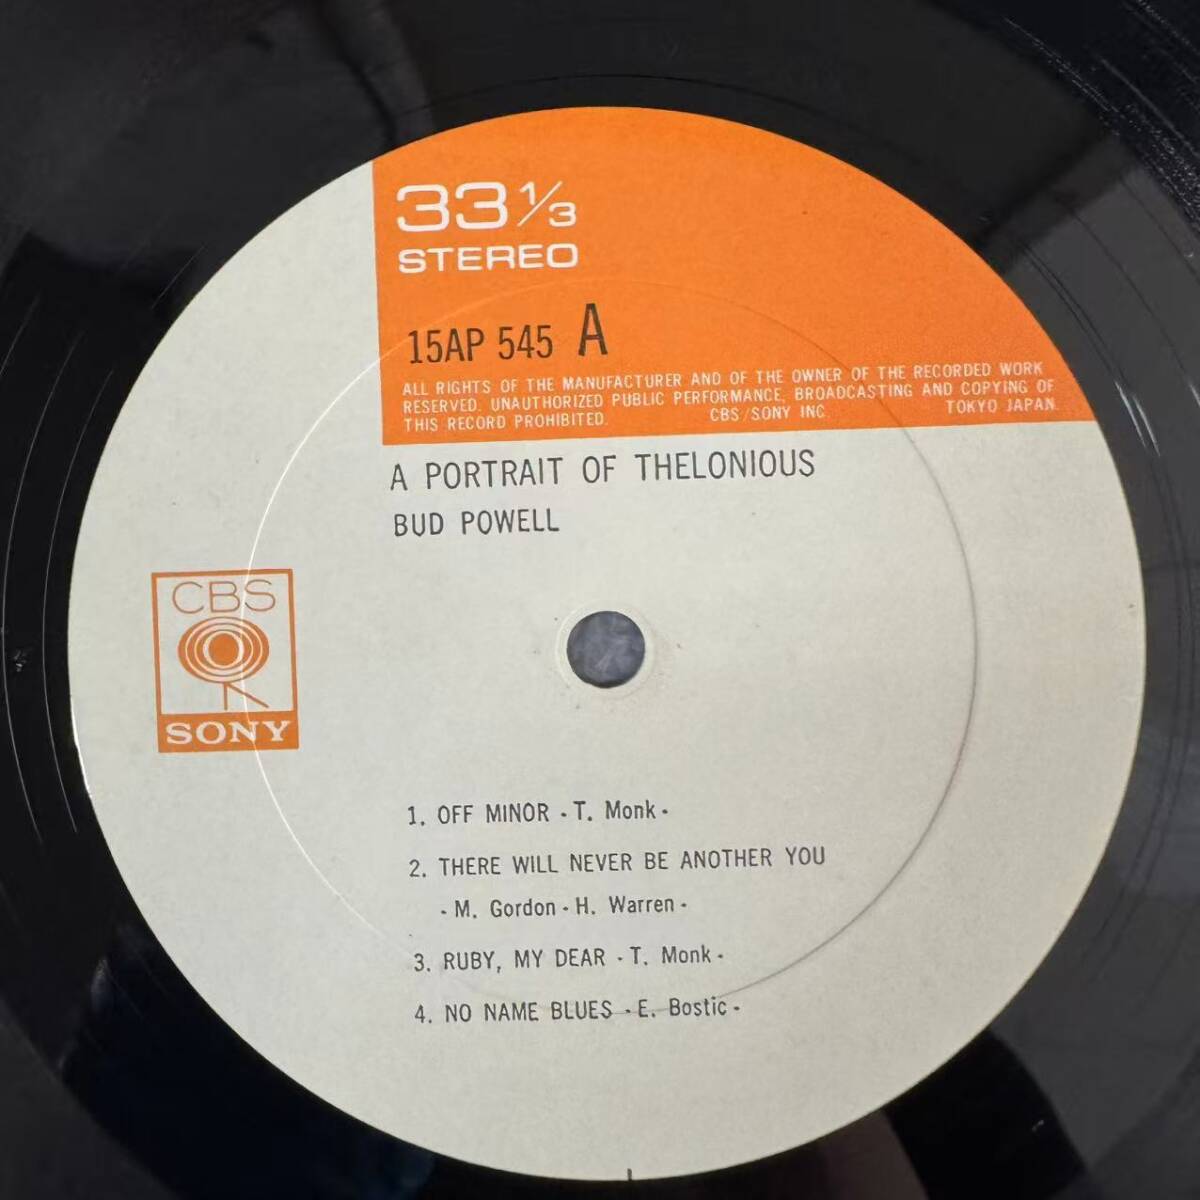 33 1/3
STEREO
15AP 545 A
ALL RIGHTS OF THE MANUFACTURER AND OF THE OWNER OF THE RECORDED WORK
RESERVED. UNAUTHORIZED PUBLIC PERFORMANCE, BROADCASTING AND COPYING OF
THIS RECORD PROHIBITED. CBS/SONY INC. TOKYO JAPAN.
A PORTRAIT OF THELONIOUS
BUD POWELL
CBS
SONY
1. OFF MINOR - T. Monk -
2. THERE WILL NEVER BE ANOTHER YOU
- M. Gordon - H. Warren -
3. RUBY, MY DEAR - T. Monk -
4. NO NAME BLUES - E. Bostic -